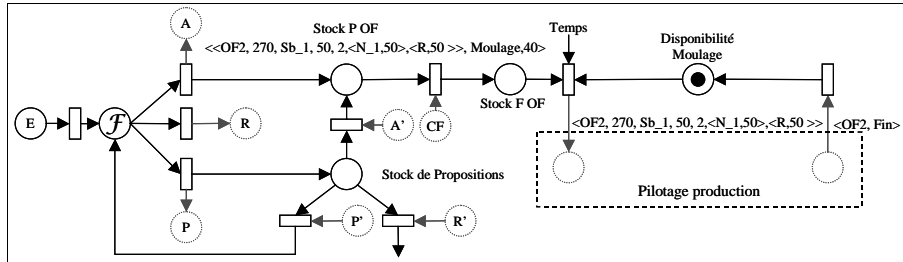 A
Stock P OF
<<OF2, 270, Sb_1, 50, 2,<N_1,50>,<R,50 >>, Moulage,40>
Temps
Disponibilité
Moulage
Stock F OF
E
F
R
A'
CF
<OF2, 270, Sb_1, 50, 2,<N_1,50>,<R,50 >>
<OF2, Fin>
Stock de Propositions
Pilotage production
P
P'
R'